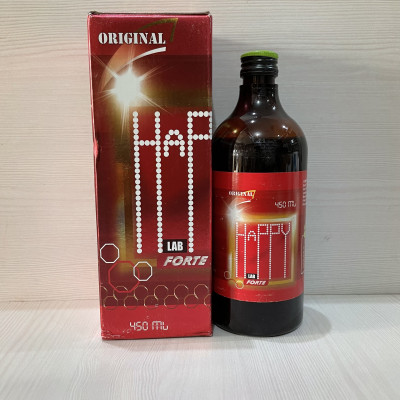 ORIGINAL
HAP
LAB
FORTE
450 ML
ORIGINAL
450 ML
HAPPY
LAB
FORTE